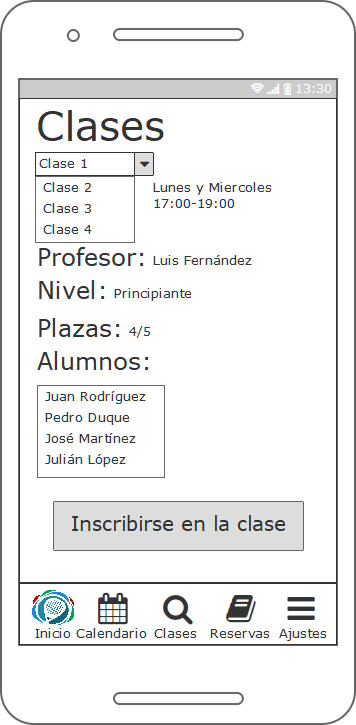 13:30
Clases
Clase 1
Clase 2
Clase 3
Clase 4
Lunes y Miercoles
17:00-19:00
Profesor: Luis Fernández
Nivel: Principiante
Plazas: 4/5
Alumnos:
Juan Rodríguez
Pedro Duque
José Martínez
Julián López
Inscribirse en la clase
Inicio Calendario Clases Reservas Ajustes